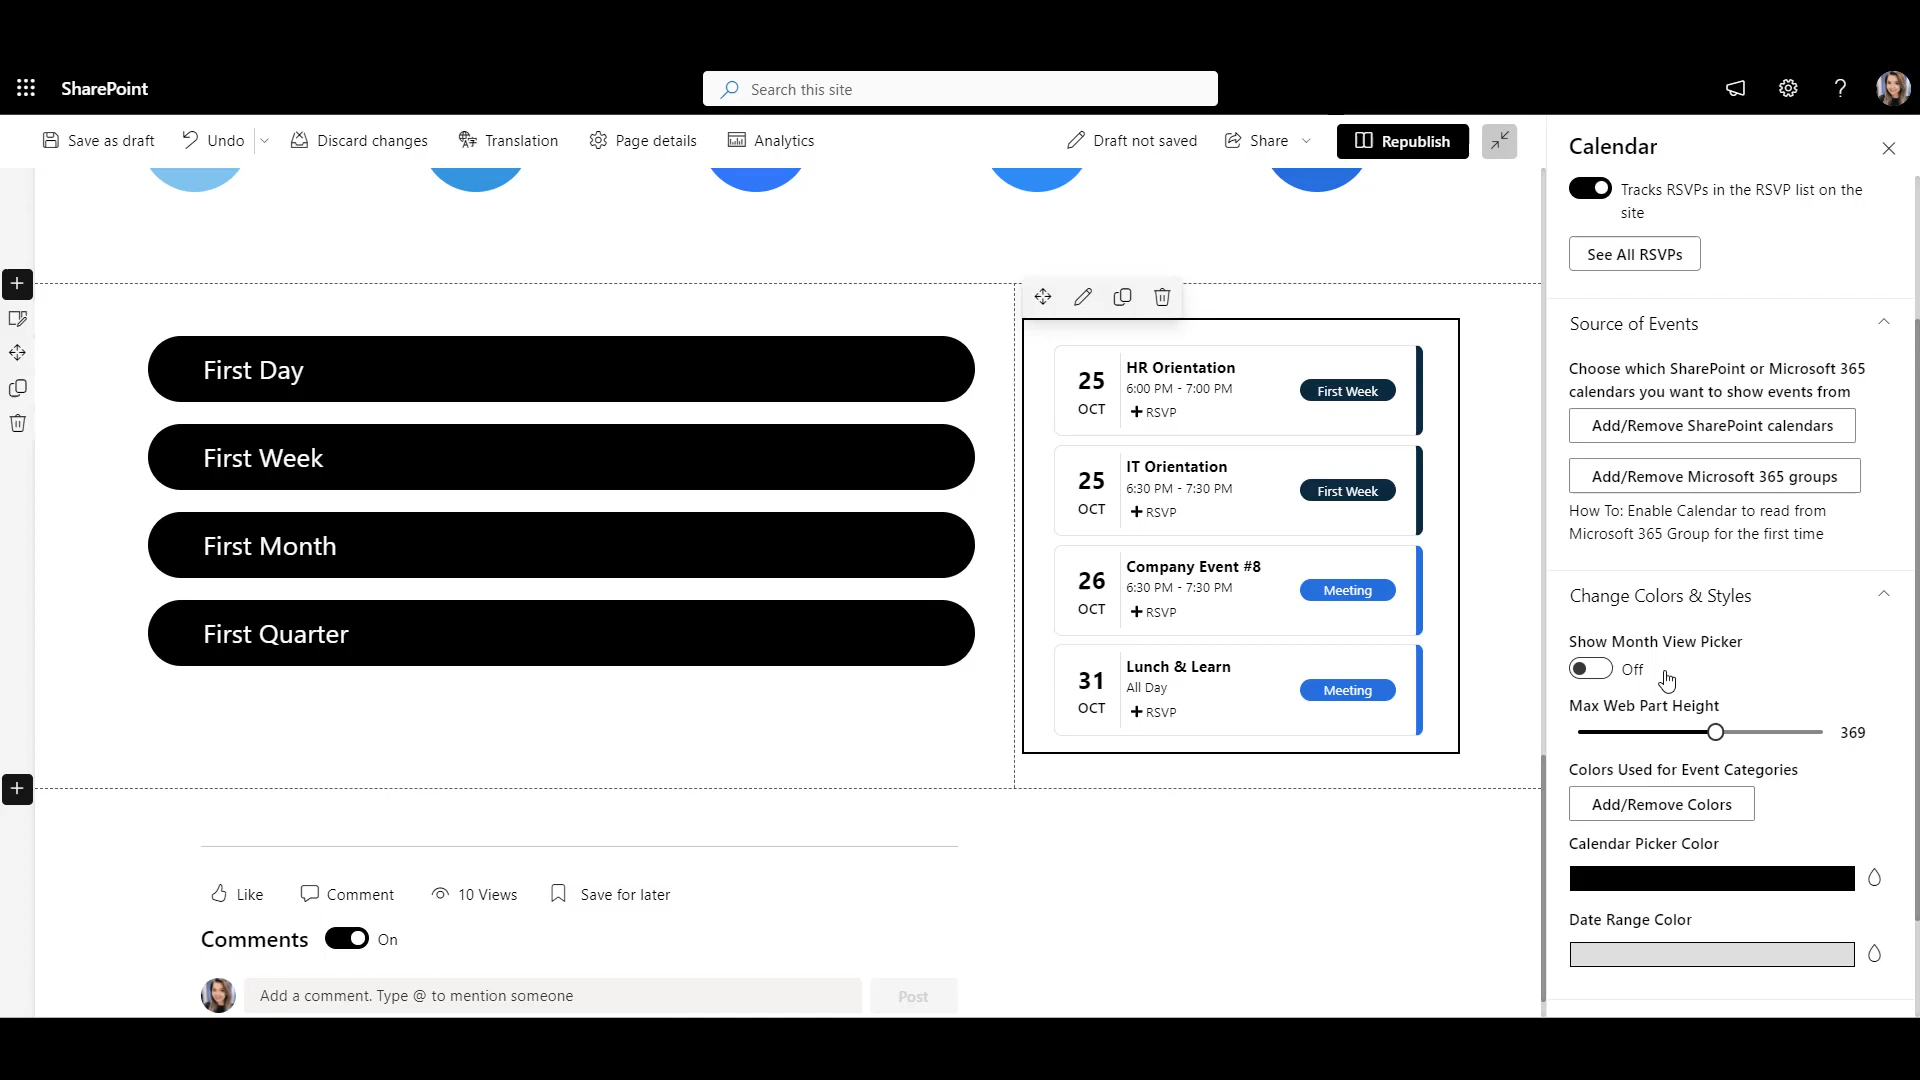 SharePoint
Search this site
Save as draft
Undo
Discard changes
Translation
Page details
Analytics
Draft not saved
Share
Republish
Calendar
Tracks RSVPs in the RSVP list on the
site
See All RSVPs
Source of Events
Choose which SharePoint or Microsoft 365
calendars you want to show events from
Add/Remove SharePoint calendars
Add/Remove Microsoft 365 groups
How To: Enable Calendar to read from
Microsoft 365 Group for the first time
Change Colors & Styles
Show Month View Picker
Off
Max Web Part Height
369
Colors Used for Event Categories
Add/Remove Colors
Calendar Picker Color
Date Range Color
First Day
First Week
First Month
First Quarter
25
OCT
HR Orientation
6:00 PM - 7:00 PM
RSVP
First Week
25
OCT
IT Orientation
6:30 PM - 7:30 PM
RSVP
First Week
26
OCT
Company Event #8
6:30 PM - 7:30 PM
RSVP
Meeting
31
OCT
Lunch & Learn
All Day
RSVP
Meeting
Like
Comment
10 Views
Save for later
Comments
On
Add a comment. Type @ to mention someone
Post